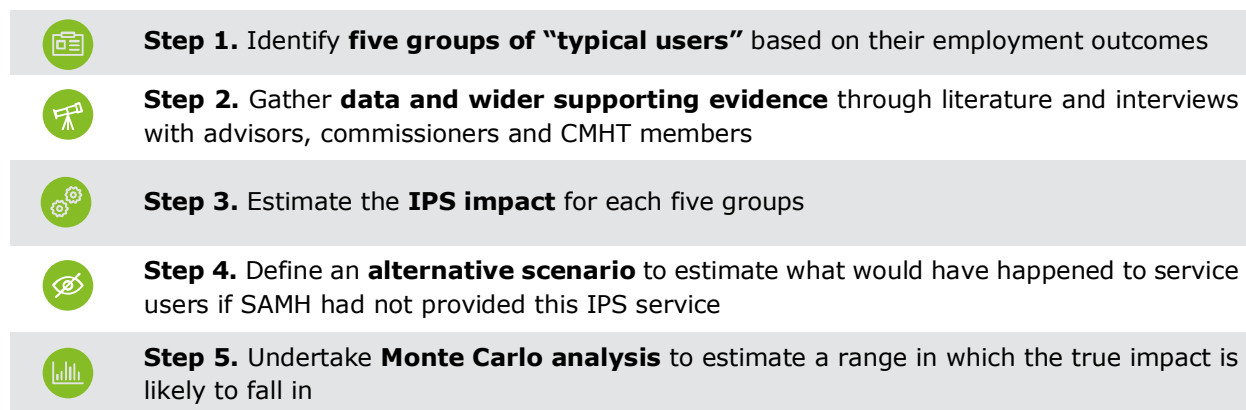 Step 1. Identify five groups of “typical users” based on their employment outcomes
Step 2. Gather data and wider supporting evidence through literature and interviews
with advisors, commissioners and CMHT members
Step 3. Estimate the IPS impact for each five groups
Step 4. Define an alternative scenario to estimate what would have happened to service
users if SAMH had not provided this IPS service
Step 5. Undertake Monte Carlo analysis to estimate a range in which the true impact is
likely to fall in